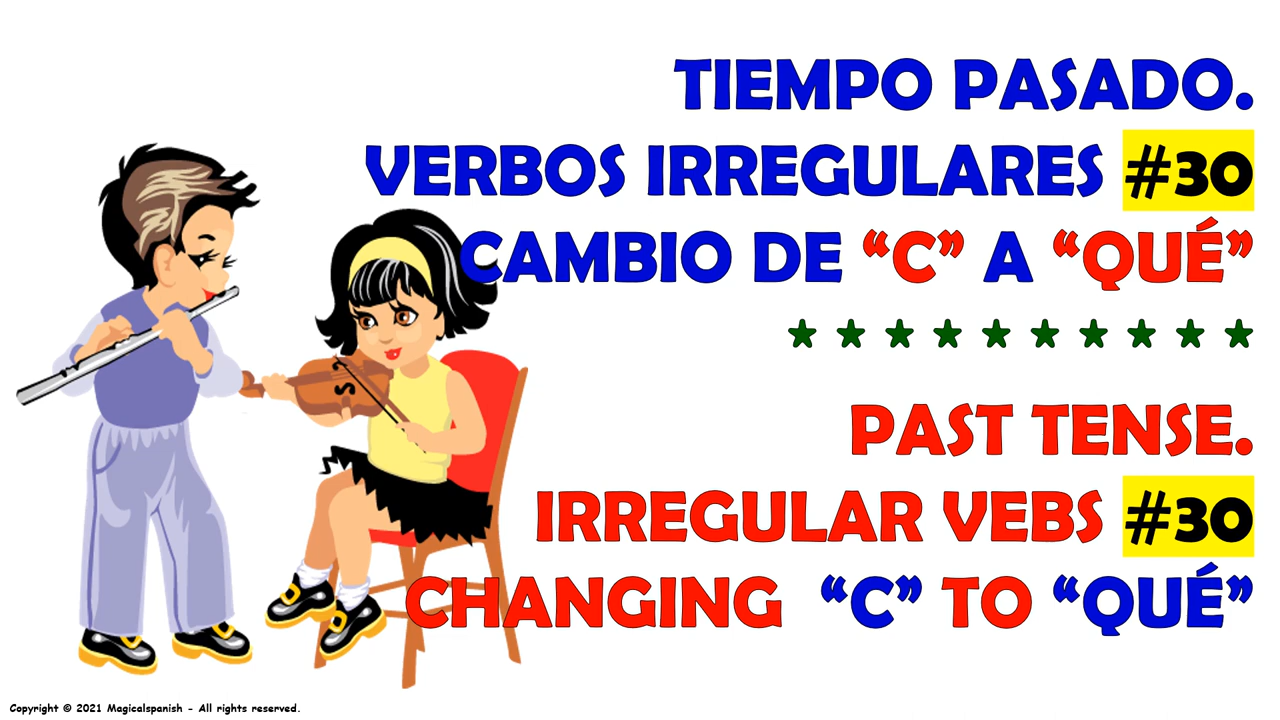 TIEMPO PASADO.
VERBOS IRREGULARES #30
CAMBIO DE “C” A “QUÉ”
PAST TENSE.
IRREGULAR VEBS #30
CHANGING “C” TO “QUÉ”
Copyright © 2021 Magicalspanish - All rights reserved.